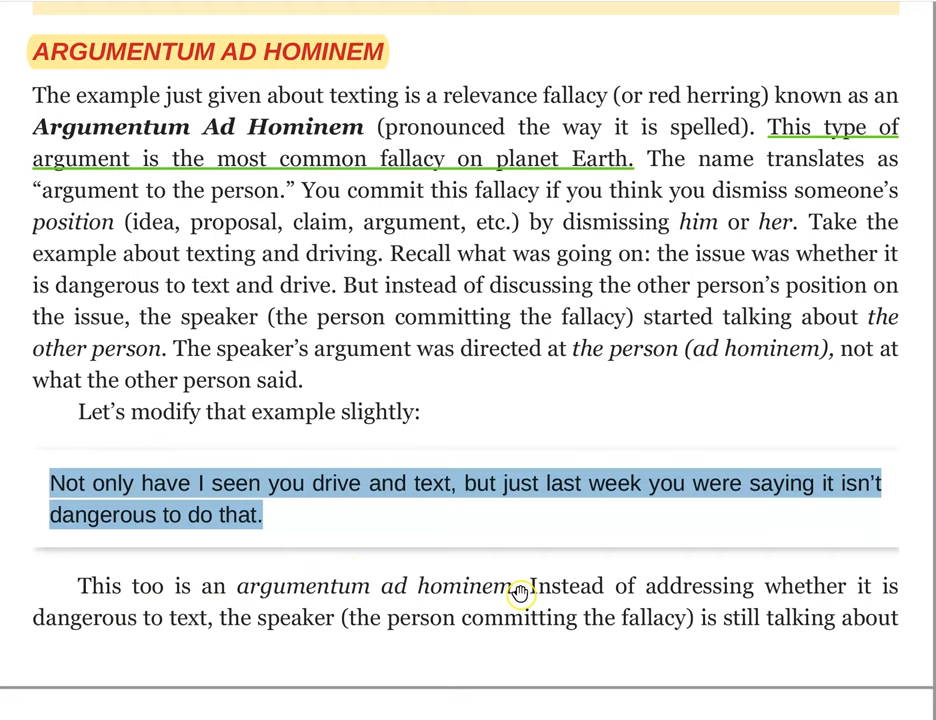 ARGUMENTUM AD HOMINEM
The example just given about texting is a relevance fallacy (or red herring) known as an
Argumentum Ad Hominem (pronounced the way it is spelled). This type of
argument is the most common fallacy on planet Earth. The name translates as
“argument to the person.” You commit this fallacy if you think you dismiss someone’s
position (idea, proposal, claim, argument, etc.) by dismissing him or her. Take the
example about texting and driving. Recall what was going on: the issue was whether it
is dangerous to text and drive. But instead of discussing the other person’s position on
the issue, the speaker (the person committing the fallacy) started talking about the
other person. The speaker’s argument was directed at the person (ad hominem), not at
what the other person said.
Let’s modify that example slightly:
Not only have I seen you drive and text, but just last week you were saying it isn’t
dangerous to do that.
This too is an argumentum ad hominem. Instead of addressing whether it is
dangerous to text, the speaker (the person committing the fallacy) is still talking about